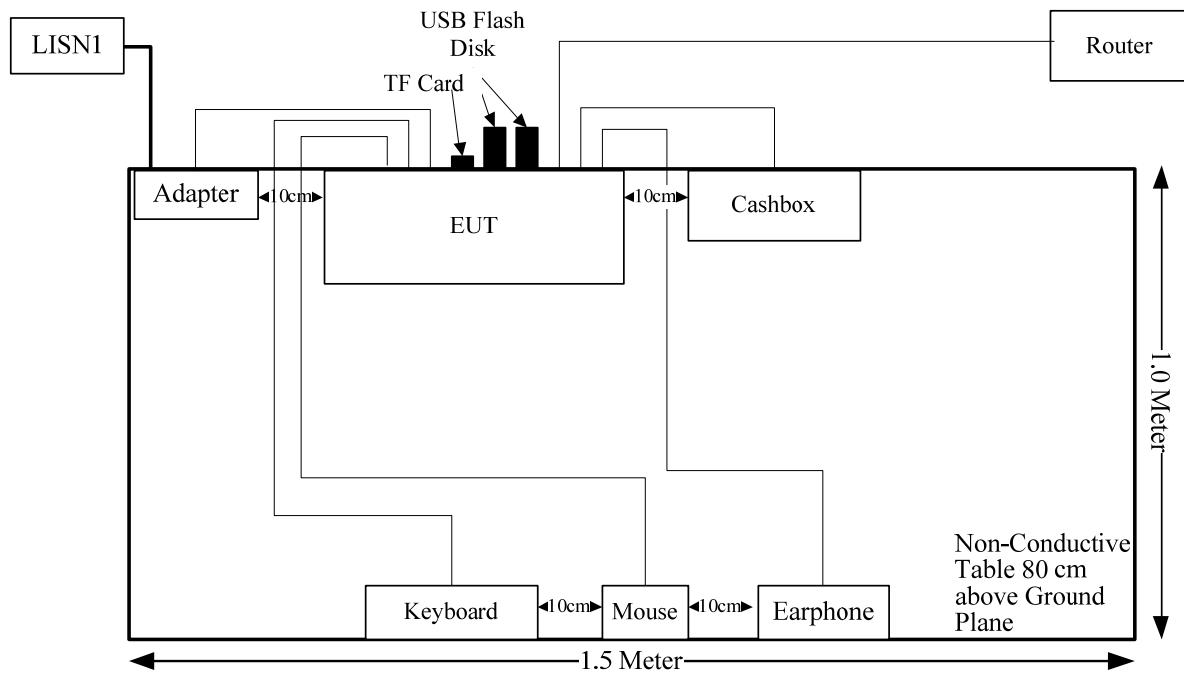 LISN1
USB Flash
Disk
TF Card
Router
Adapter
10cm
EUT
10cm
Cashbox
1.0 Meter
Non-Conductive
Table 80 cm
above Ground
Plane
Keyboard
10cm
Mouse
10cm
Earphone
1.5 Meter